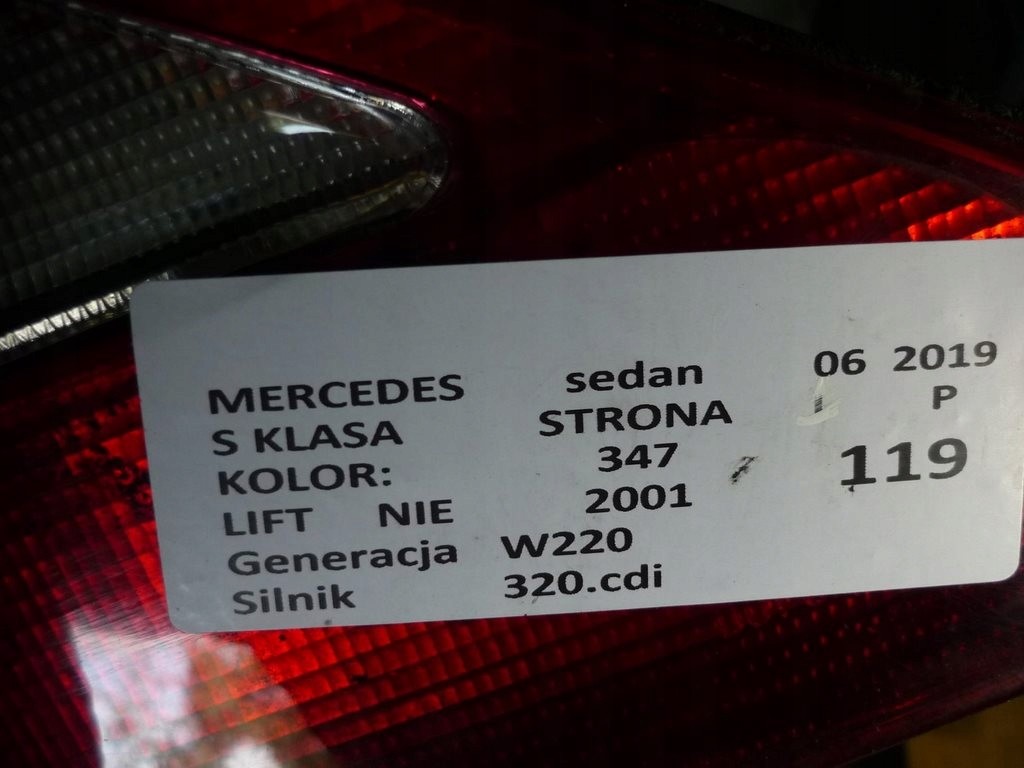 MERCEDES sedan 06 2019
S KLASA STRONA P
KOLOR: 347 119
LIFT NIE 2001
Generacja W220
Silnik 320.cdi